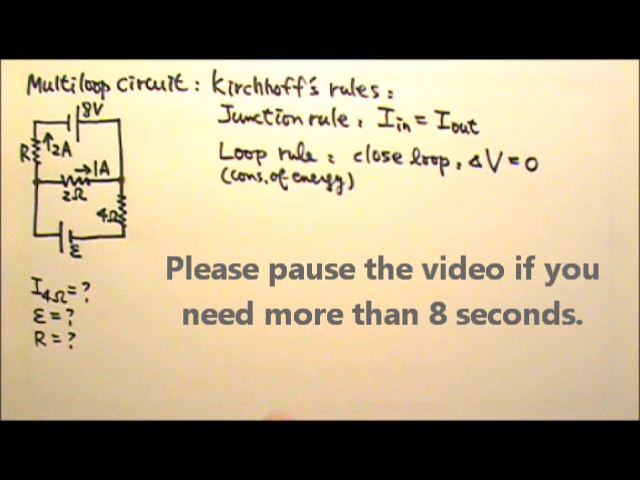 Multiloop circuit: Kirchhoff's rules:
Junction rule: Iin = Iout
Loop rule: close loop, ΔV = 0
(cons. of energy)
8V
R
2A
1A
2Ω
4Ω
ε
I4Ω = ?
ε = ?
R = ?
Please pause the video if you
need more than 8 seconds.